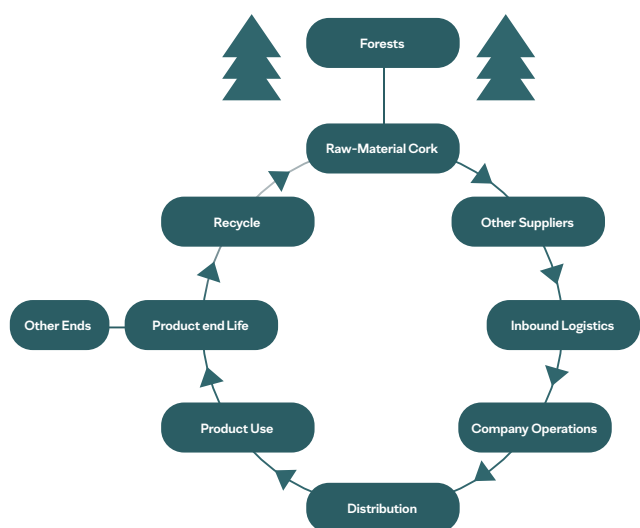 Forests
Raw-Material Cork
Recycle
Other Suppliers
Other Ends
Product end Life
Inbound Logistics
Product Use
Company Operations
Distribution